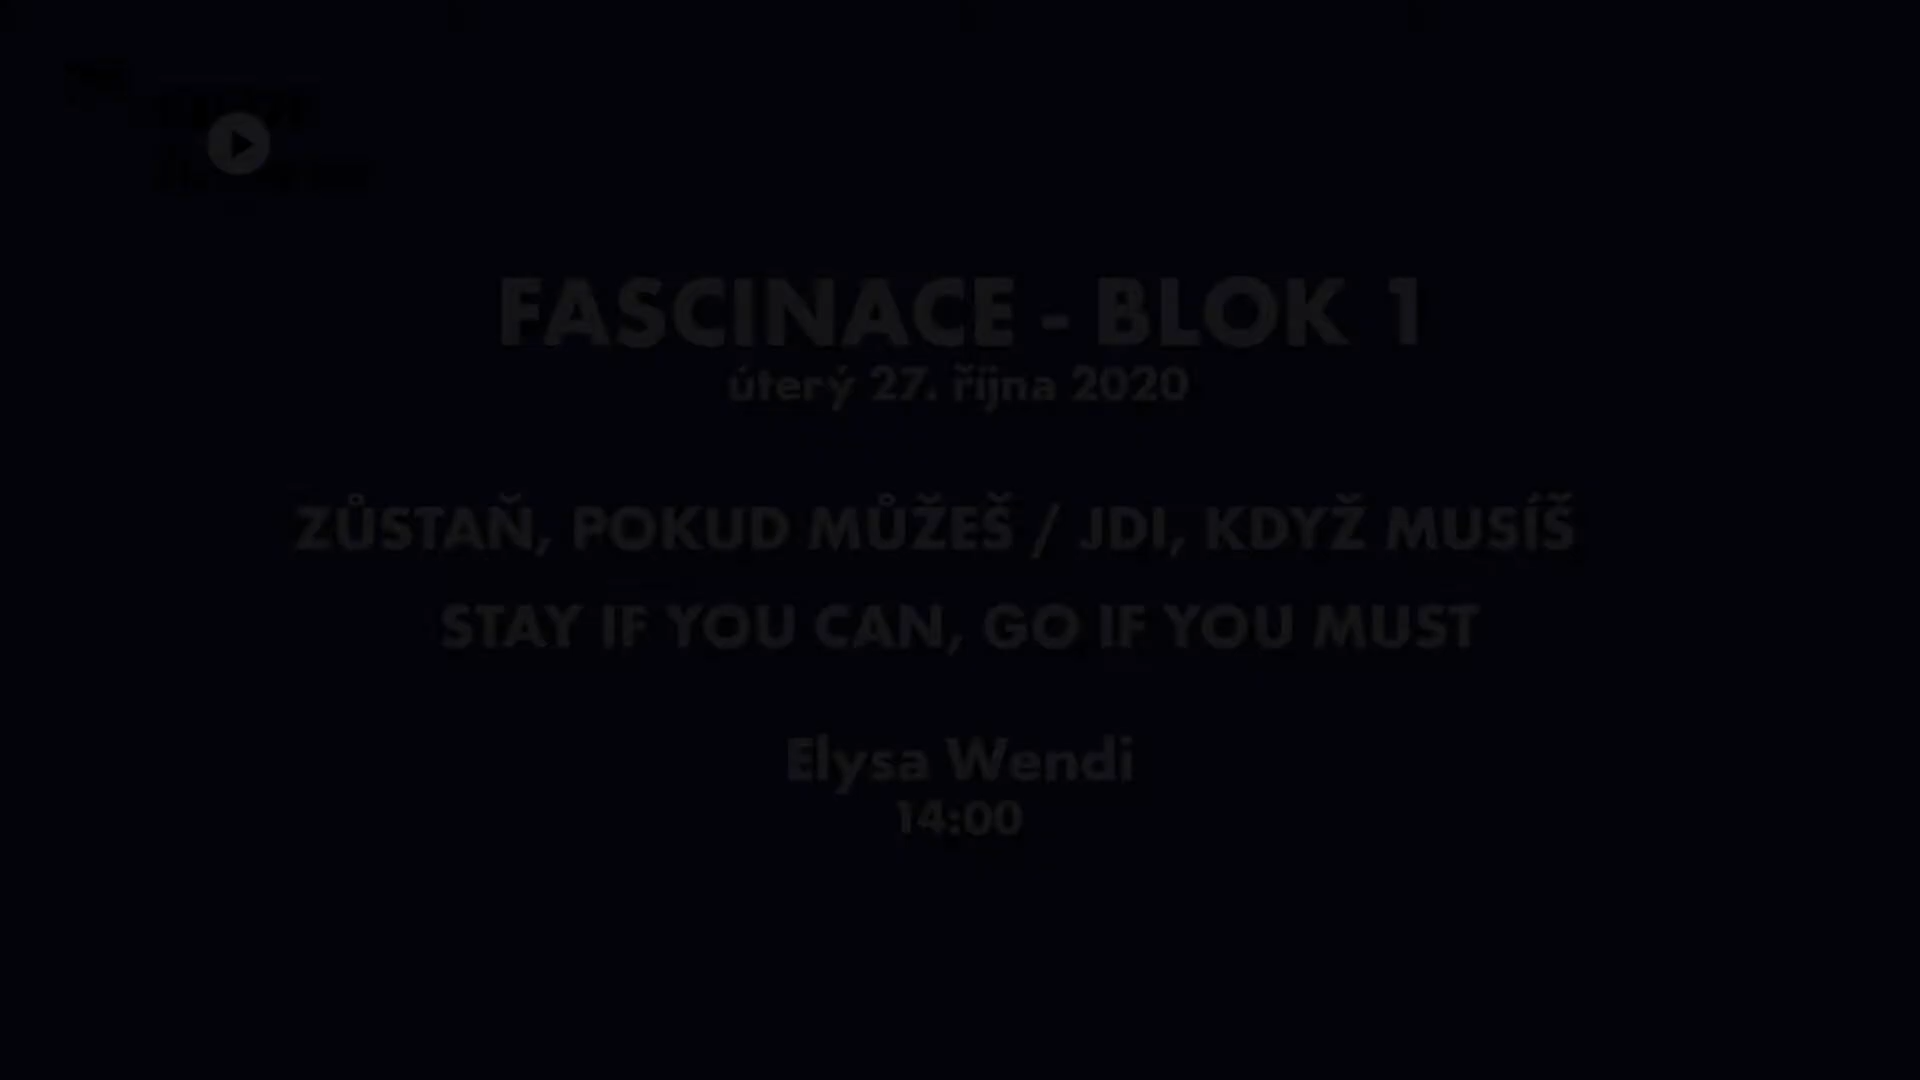 FASCINACE - BLOK 1
úterý 27. října 2020
ZŮSTAŇ, POKUD MŮŽEŠ / JDI, KDYŽ MUSÍŠ
STAY IF YOU CAN, GO IF YOU MUST
Elysa Wendi
14:00